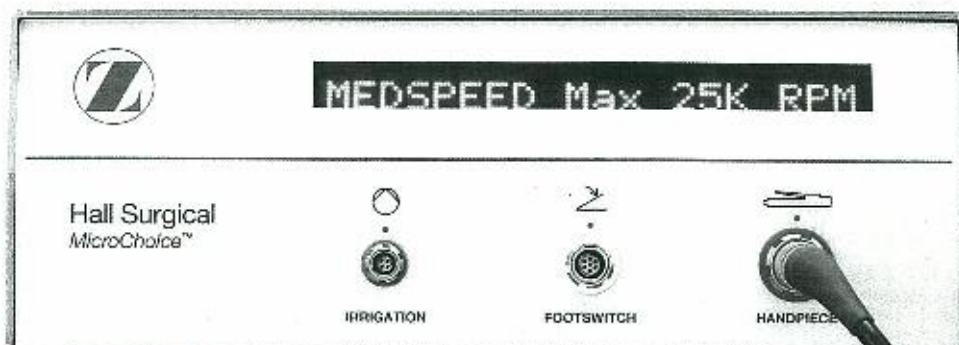 Z
MEDSPEED Max 25K RPM
Hall Surgical
MicroChoice™
IRRIGATION
FOOTSWITCH
HANDPIECE